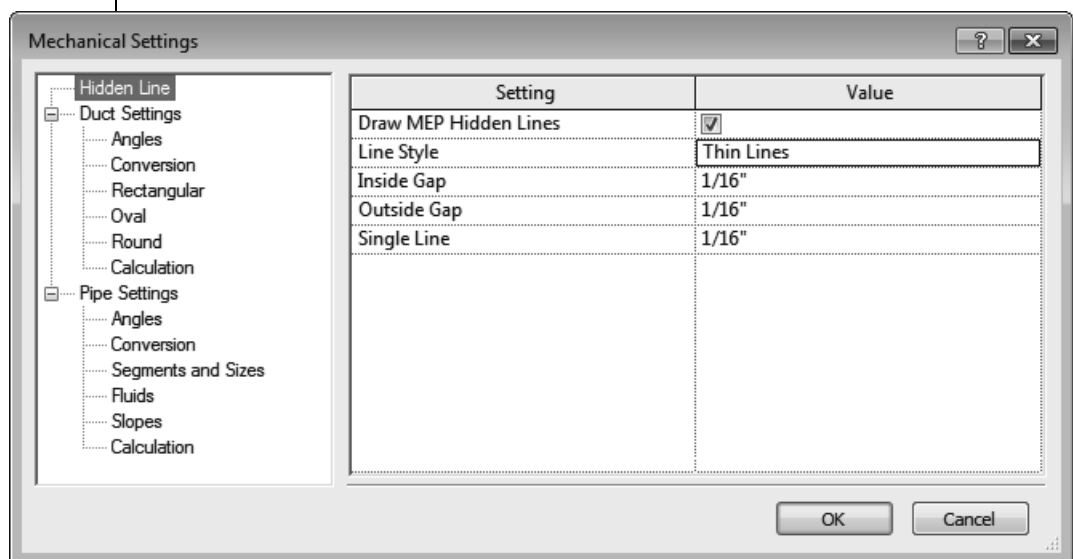 Mechanical Settings
Hidden Line
Duct Settings
Angles
Conversion
Rectangular
Oval
Round
Calculation
Pipe Settings
Angles
Conversion
Segments and Sizes
Fluids
Slopes
Calculation
Setting Value
Draw MEP Hidden Lines
Line Style Thin Lines
Inside Gap 1/16"
Outside Gap 1/16"
Single Line 1/16"
OK Cancel